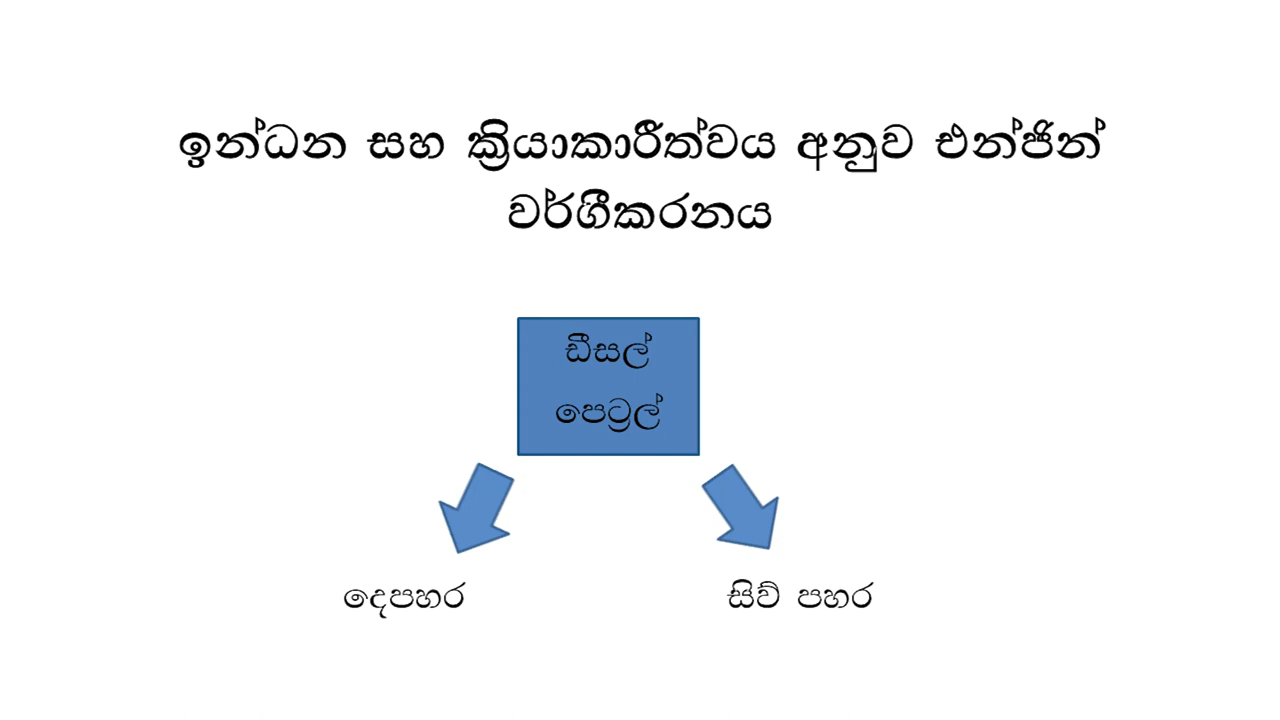 ඉන්ධන සහ ක්‍රියාකාරීත්වය අනුව එන්ජින්
වර්ගීකරනය
ඩීසල්
පෙට්‍රල්
දෙපහර
සිව් පහර